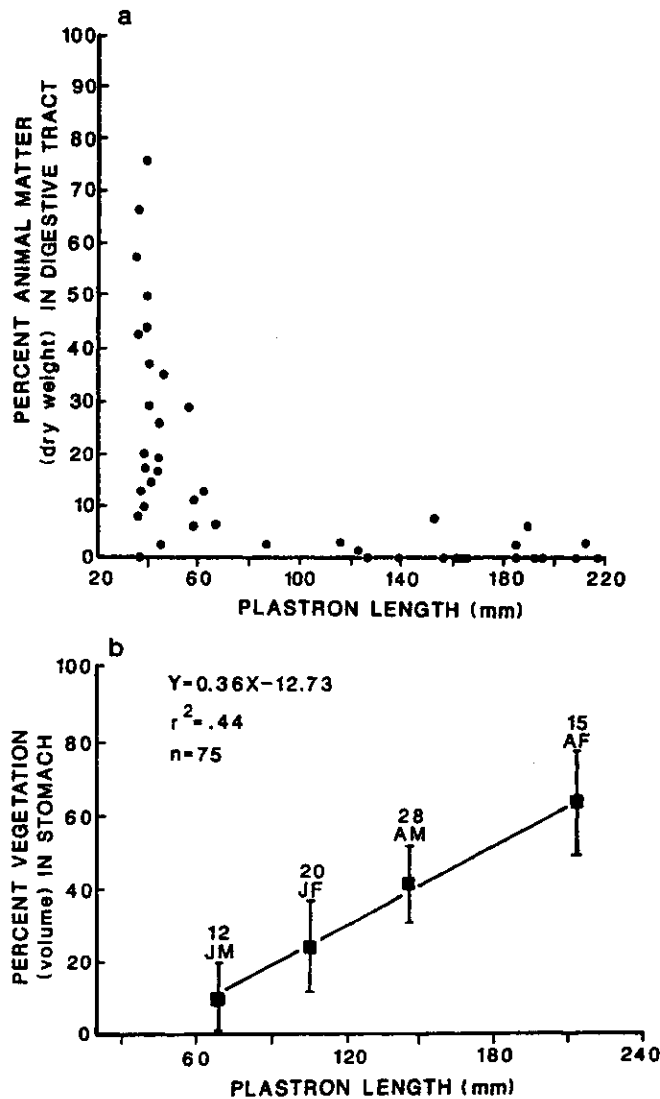 a
PERCENT ANIMAL MATTER
(dry weight) IN DIGESTIVE TRACT
100
90
80
70
60
50
40
30
20
10
0
20 60 100 140 180 220
PLASTRON LENGTH (mm)
b
PERCENT VEGETATION
(volume) IN STOMACH
100
80
60
40
20
0
Y=0.36X-12.73
r²=.44
n=75
12
JM
20
JF
28
AM
15
AF
60 120 180 240
PLASTRON LENGTH (mm)